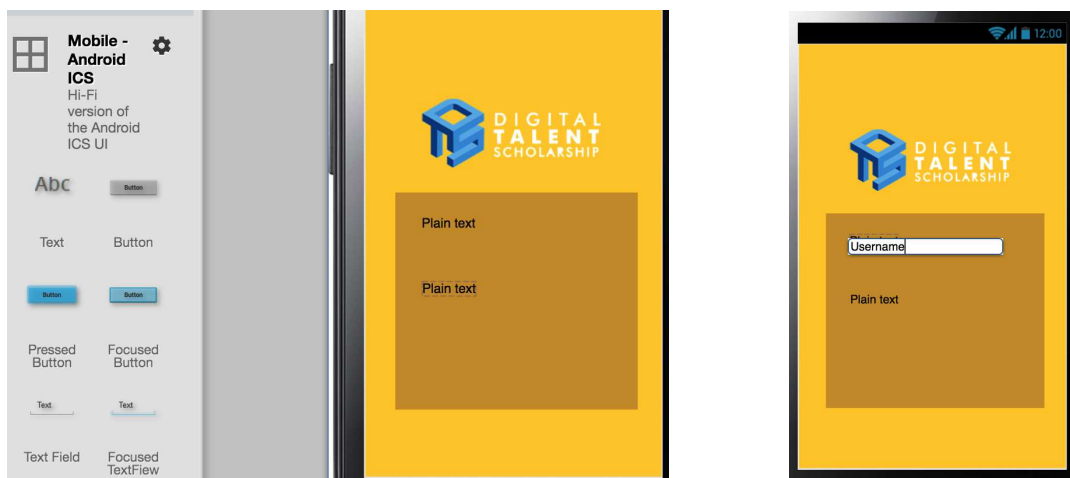 Mobile -
Android
ICS
Hi-Fi
version of
the Android
ICS UI
Abc
Button
Text
Button
Button
Button
Pressed
Button
Focused
Button
Text
Text
Text Field
Focused
TextFiew
DIGITAL
TALENT
SCHOLARSHIP
Plain text
Plain text
12:00
DIGITAL
TALENT
SCHOLARSHIP
Username
Plain text